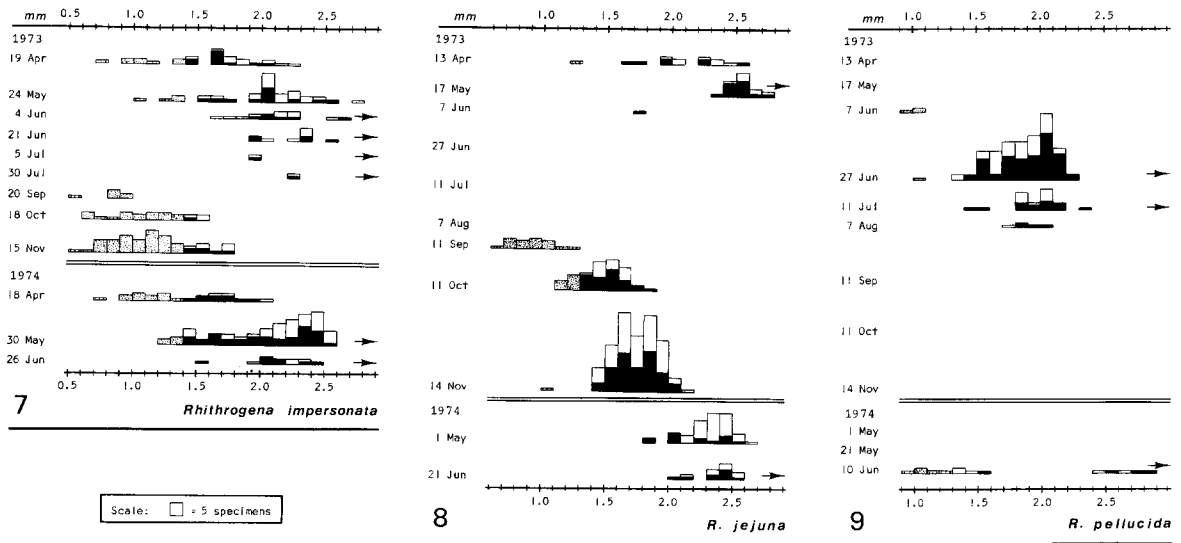 mm 0.5 1.0 1.5 2.0 2.5
1973
19 Apr
24 May
4 Jun
21 Jun
5 Jul
30 Jul
20 Sep
18 Oct
15 Nov
1974
18 Apr
30 May
26 Jun
0.5 1.0 1.5 2.0 2.5
7 Rhithrogena impersonata
Scale: = 5 specimens
mm 1.0 1.5 2.0 2.5
1973
13 Apr
17 May
7 Jun
27 Jun
11 Jul
7 Aug
11 Sep
11 Oct
14 Nov
1974
1 May
21 Jun
1.0 1.5 2.0 2.5
8 R. jejuna
mm 1.0 1.5 2.0 2.5
1973
13 Apr
17 May
7 Jun
27 Jun
11 Jul
7 Aug
11 Sep
11 Oct
14 Nov
1974
1 May
21 May
10 Jun
1.0 1.5 2.0 2.5
9 R. pellucida